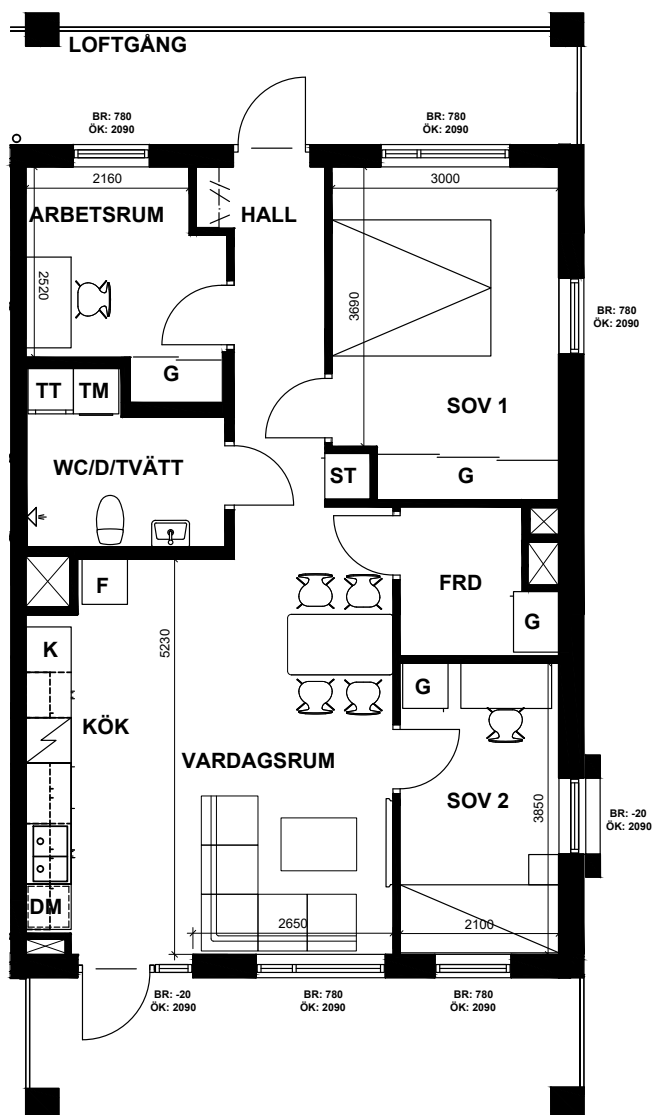 LOFTGÅNG
BR: 780
ÖK: 2090
BR: 780
ÖK: 2090
2160
3000
ARBETSRUM
HALL
2520
3690
BR: 780
ÖK: 2090
G
TT
TM
SOV 1
WC/D/TVÄTT
ST
G
F
FRD
G
5230
K
G
KÖK
VARDAGSRUM
SOV 2
3850
BR: -20
ÖK: 2090
DM
2650
2100
BR: -20
ÖK: 2090
BR: 780
ÖK: 2090
BR: 780
ÖK: 2090